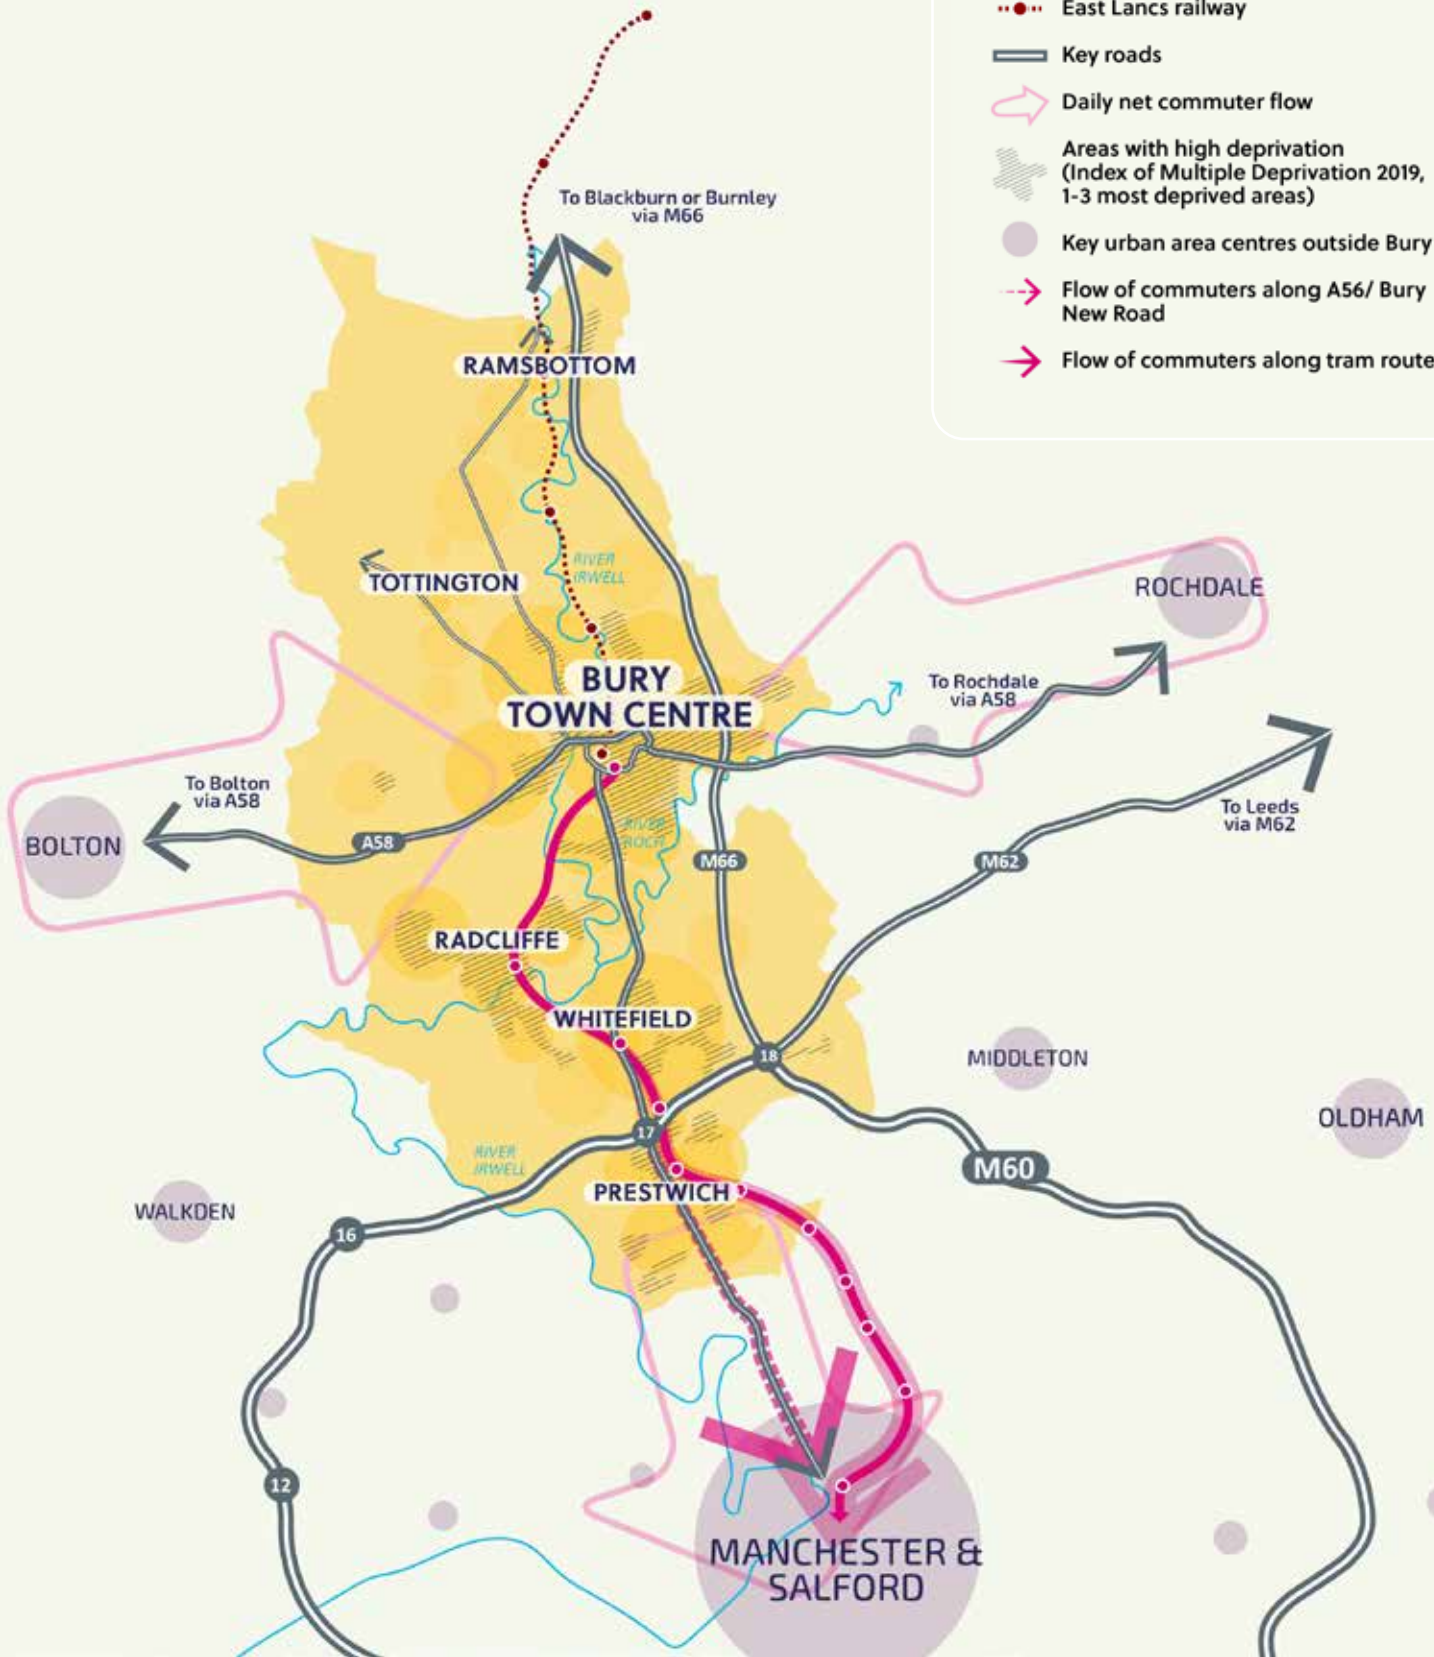 East Lancs railway
Key roads
Daily net commuter flow
Areas with high deprivation
(Index of Multiple Deprivation 2019,
1-3 most deprived areas)
Key urban area centres outside Bury
Flow of commuters along A56/ Bury
New Road
Flow of commuters along tram route
To Blackburn or Burnley
via M66
RAMSBOTTOM
RIVER
IRWELL
TOTTINGTON
ROCHDALE
BURY
TOWN CENTRE
To Rochdale
via A58
To Bolton
via A58
To Leeds
via M62
BOLTON
A58
RIVER
ROCH
M66
M62
RADCLIFFE
WHITEFIELD
18
MIDDLETON
OLDHAM
17
RIVER
IRWELL
M60
PRESTWICH
WALKDEN
16
12
MANCHESTER &
SALFORD